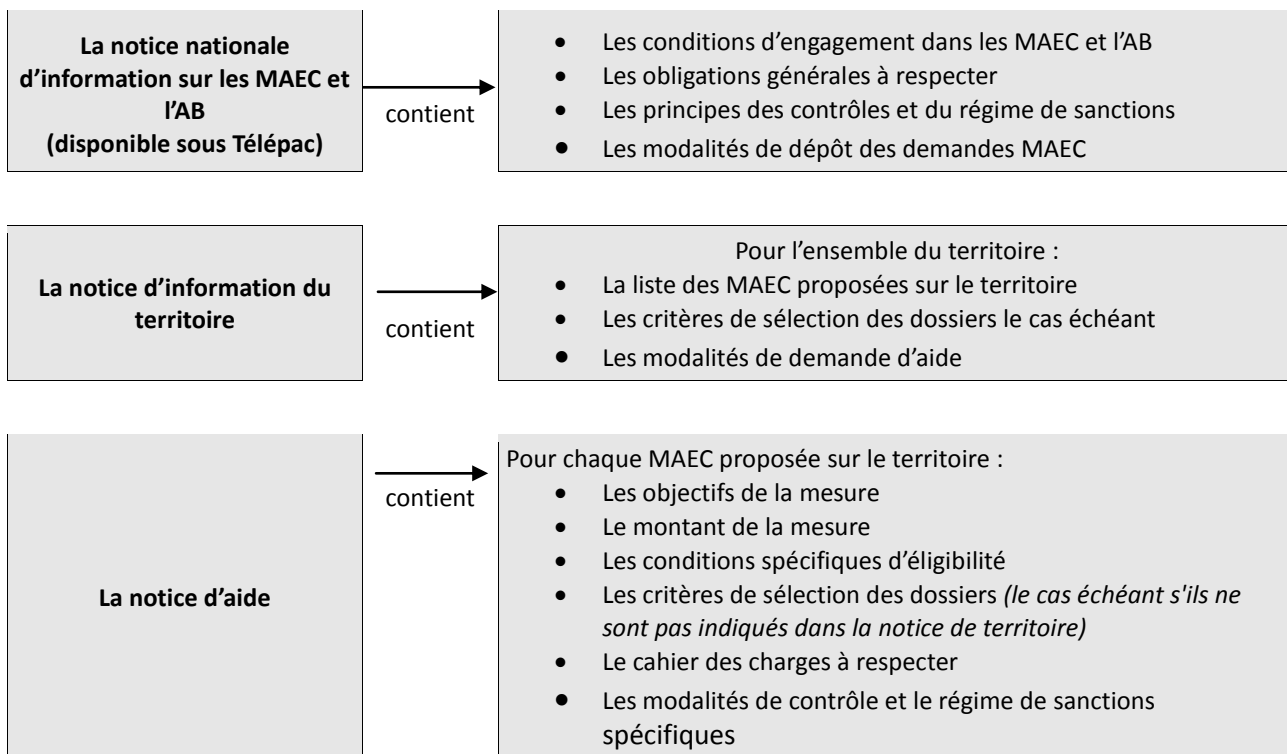 La notice nationale
d’information sur les MAEC et
l’AB
(disponible sous Télépac)
contient
• Les conditions d’engagement dans les MAEC et l’AB
• Les obligations générales à respecter
• Les principes des contrôles et du régime de sanctions
• Les modalités de dépôt des demandes MAEC
La notice d’information du
territoire
contient
Pour l’ensemble du territoire :
• La liste des MAEC proposées sur le territoire
• Les critères de sélection des dossiers le cas échéant
• Les modalités de demande d’aide
La notice d’aide
contient
Pour chaque MAEC proposée sur le territoire :
• Les objectifs de la mesure
• Le montant de la mesure
• Les conditions spécifiques d’éligibilité
• Les critères de sélection des dossiers (le cas échéant s'ils ne
sont pas indiqués dans la notice de territoire)
• Le cahier des charges à respecter
• Les modalités de contrôle et le régime de sanctions
spécifiques